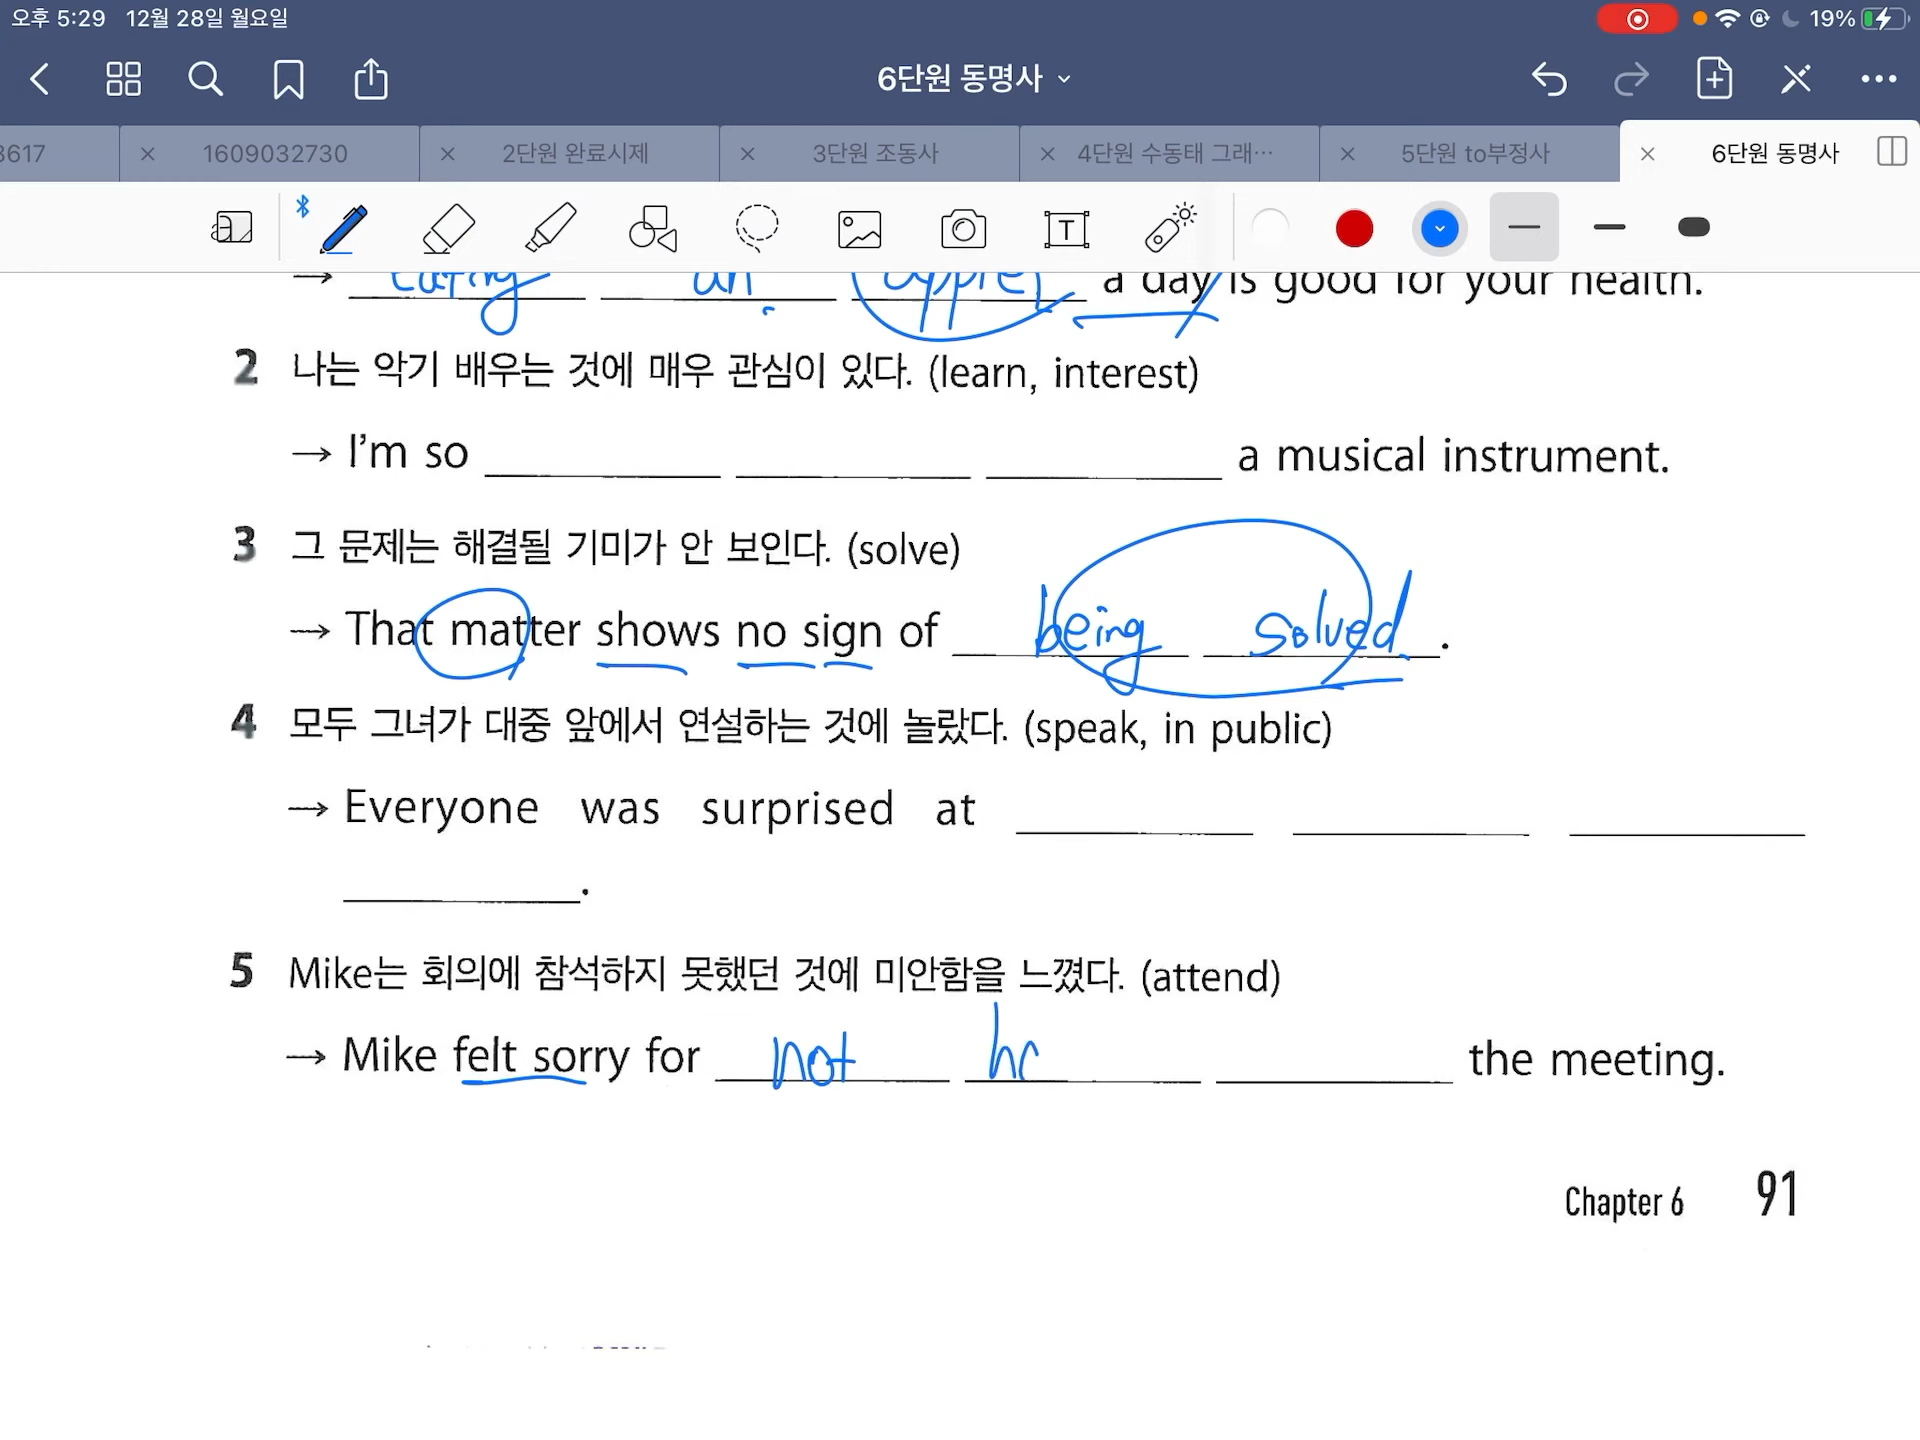 오후 5:29 12월 28일 월요일 19%
6단원 동명사
3617 1609032730 2단원 완료시제 3단원 조동사 4단원 수동태 그래… 5단원 to부정사 6단원 동명사
→ eating an apple a day is good for your health.
2 나는 악기 배우는 것에 매우 관심이 있다. (learn, interest)
→ I'm so a musical instrument.
3 그 문제는 해결될 기미가 안 보인다. (solve)
→ That matter shows no sign of being solved.
4 모두 그녀가 대중 앞에서 연설하는 것에 놀랐다. (speak, in public)
→ Everyone was surprised at
.
5 Mike는 회의에 참석하지 못했던 것에 미안함을 느꼈다. (attend)
→ Mike felt sorry for not the meeting.
Chapter 6 91